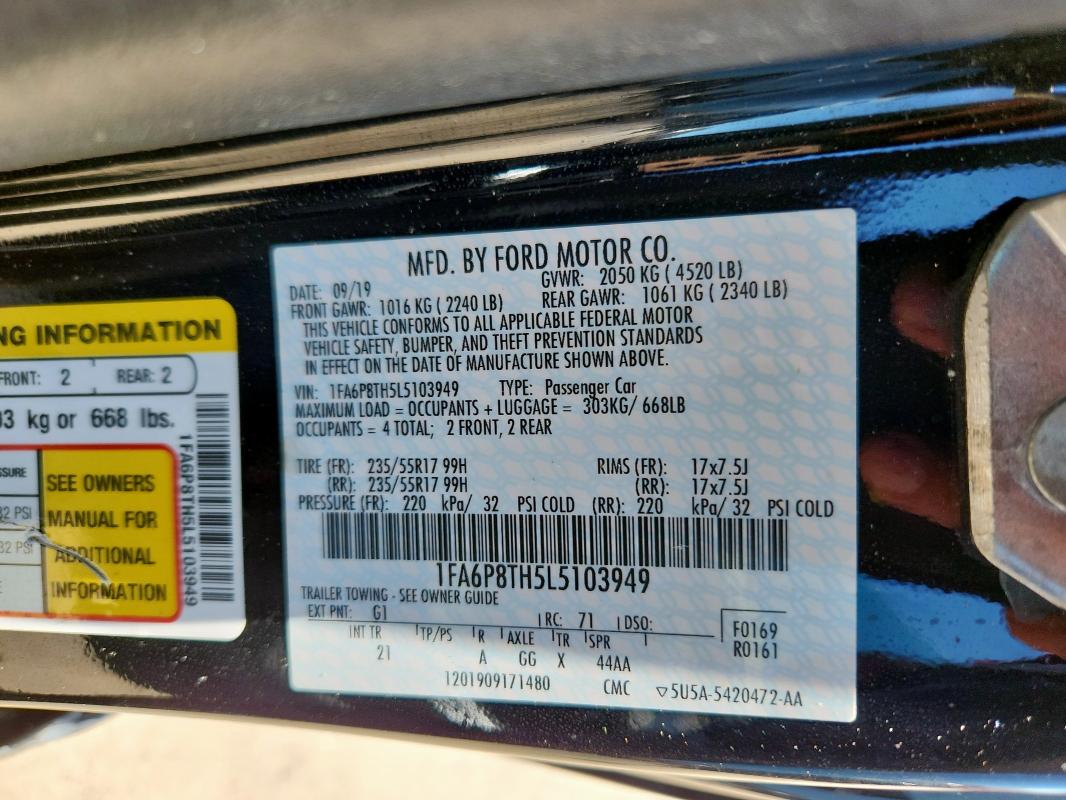 MFD. BY FORD MOTOR CO.
DATE: 09/19 GVWR: 2050 KG ( 4520 LB)
FRONT GAWR: 1016 KG ( 2240 LB) REAR GAWR: 1061 KG ( 2340 LB)
THIS VEHICLE CONFORMS TO ALL APPLICABLE FEDERAL MOTOR
VEHICLE SAFETY, BUMPER, AND THEFT PREVENTION STANDARDS
IN EFFECT ON THE DATE OF MANUFACTURE SHOWN ABOVE.
VIN: 1FA6P8TH5L5103949 TYPE: Passenger Car
MAXIMUM LOAD = OCCUPANTS + LUGGAGE = 303KG/ 668LB
OCCUPANTS = 4 TOTAL; 2 FRONT, 2 REAR
TIRE (FR): 235/55R17 99H RIMS (FR): 17x7.5J
(RR): 235/55R17 99H (RR): 17x7.5J
PRESSURE (FR): 220 kPa/ 32 PSI COLD (RR): 220 kPa/ 32 PSI COLD
1FA6P8TH5L5103949
TRAILER TOWING - SEE OWNER GUIDE
EXT PNT: G1 RC: 71 DSO:
F0169
R0161
INT TR TP/PS R AXLE TR SPR
21 A GG X 44AA
1201909171480 CMC ▽5U5A-5420472-AA
NG INFORMATION
FRONT: 2 REAR: 2
03 kg or 668 lbs.
SSURE
32 PSI
32 PSI
SEE OWNERS
MANUAL FOR
ADDITIONAL
INFORMATION
1FA6P8TH5L5103949